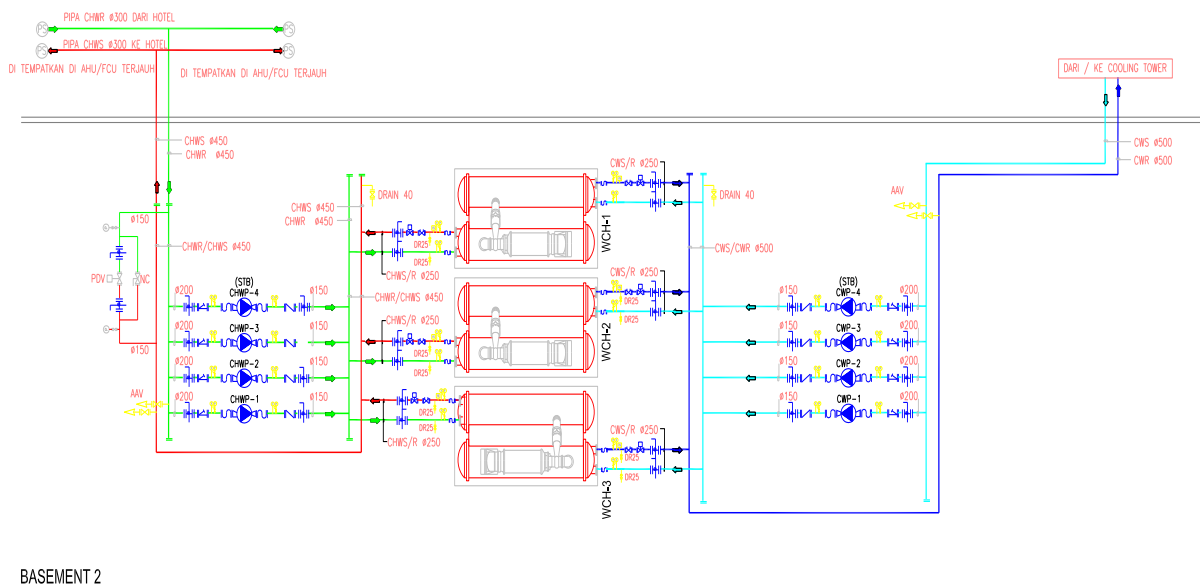 PIPA CHWR Ø300 DARI HOTEL
PS
PS
PIPA CHWS Ø300 KE HOTEL
PS
PS
DI TEMPATKAN DI AHU/FCU TERJAUH
DI TEMPATKAN DI AHU/FCU TERJAUH
DARI / KE COOLING TOWER
CHWS Ø450
CHWR Ø450
CWS Ø500
CWR Ø500
Ø150
CHWR/CHWS Ø450
PDV
NC
Ø150
AAV
CHWS Ø450
CHWR Ø450
DRAIN 40
CHWR/CHWS Ø450
Ø200
(STB)
CHWP-4
Ø150
Ø200
CHWP-3
Ø150
Ø200
CHWP-2
Ø150
Ø200
CHWP-1
Ø150
DR25
CHWS/R Ø250
CHWS/R Ø250
DR25
DR25
CHWS/R Ø250
WCH-1
WCH-2
WCH-3
CWS/R Ø250
CWS/R Ø250
DR25
DR25
CWS/R Ø250
DR25
DR25
DRAIN 40
CWS/CWR Ø500
AAV
Ø150
(STB)
CWP-4
Ø200
Ø150
CWP-3
Ø200
Ø150
CWP-2
Ø200
Ø150
CWP-1
Ø200
BASEMENT 2